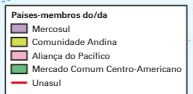 Países-membros do/da
Mercosul
Comunidade Andina
Aliança do Pacífico
Mercado Comum Centro-Americano
Unasul